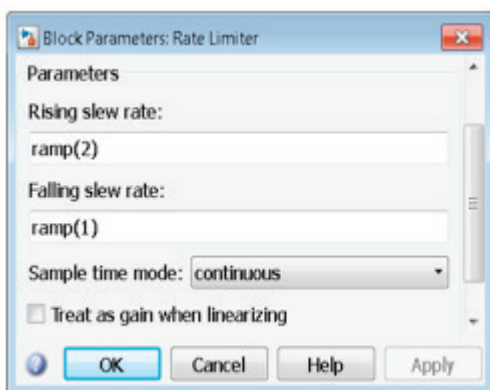 Block Parameters: Rate Limiter
Parameters
Rising slew rate:
ramp(2)
Falling slew rate:
ramp(1)
Sample time mode: continuous
Treat as gain when linearizing
OK Cancel Help Apply